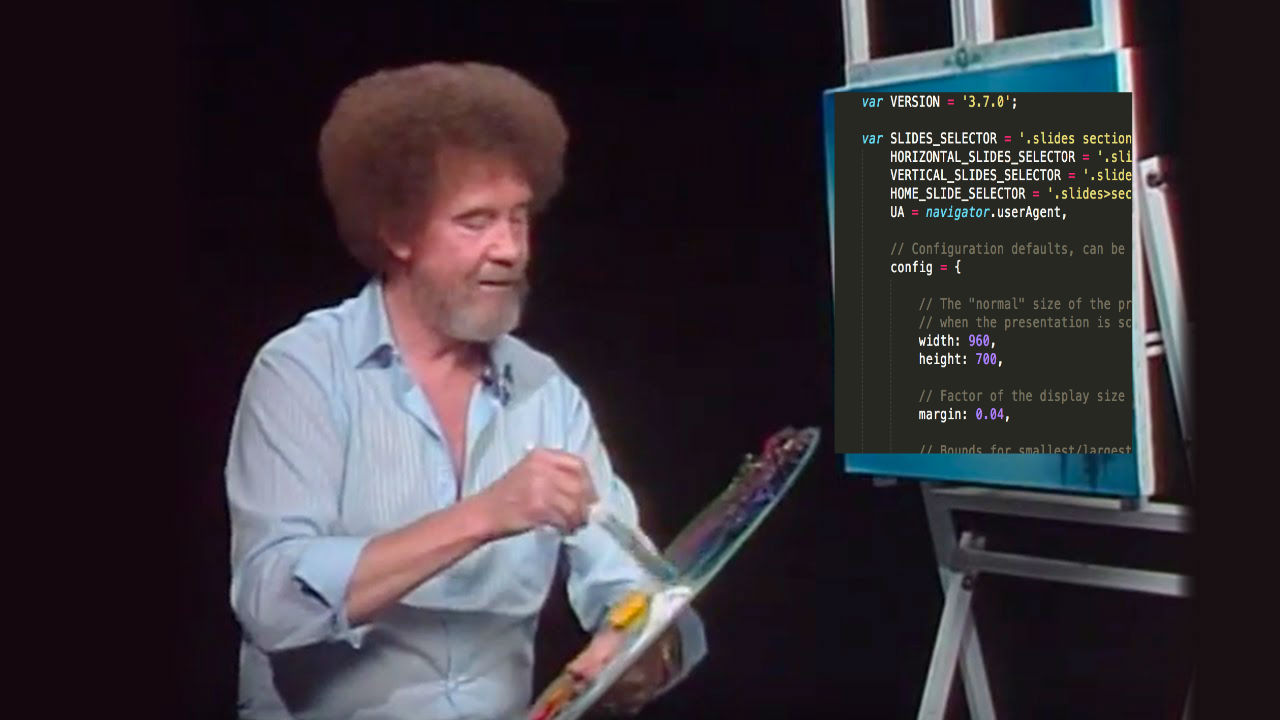 var VERSION = '3.7.0';
var SLIDES_SELECTOR = '.slides section
HORIZONTAL_SLIDES_SELECTOR = '.sli
VERTICAL_SLIDES_SELECTOR = '.slide
HOME_SLIDE_SELECTOR = '.slides>sec
UA = navigator.userAgent,
// Configuration defaults, can be
config = {
// The "normal" size of the pr
// when the presentation is sc
width: 960,
height: 700,
// Factor of the display size
margin: 0.04,
// Bounds for smallest/largest